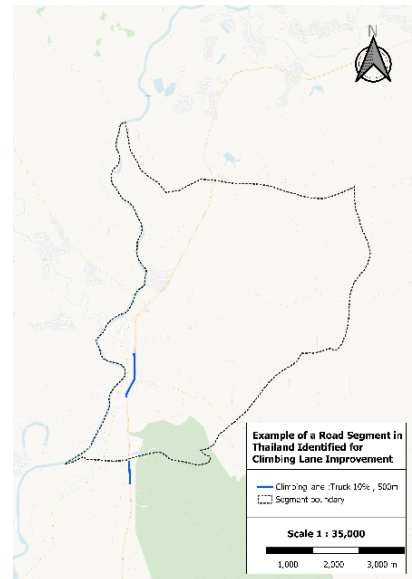 N
Example of a Road Segment in
Thailand Identified for
Climbing Lane Improvement
Climbing lane :Truck 10% , 500m
Segment boundary
Scale 1 : 35,000
1,000 2,000 3,000 m